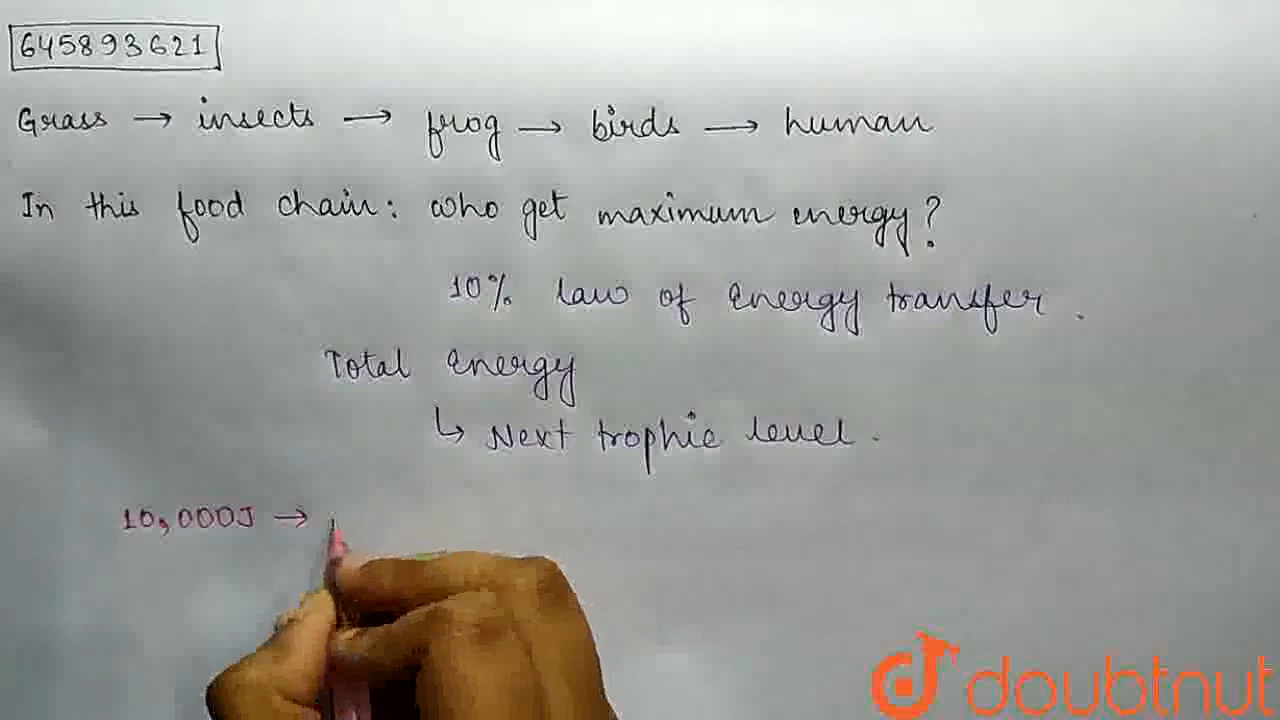 645893621
Grass → insects → frog → birds → human
In this food chain: who get maximum energy?
10% law of Energy transfer.
Total Energy
↳ Next trophic level.
10,000J →
doubtnut